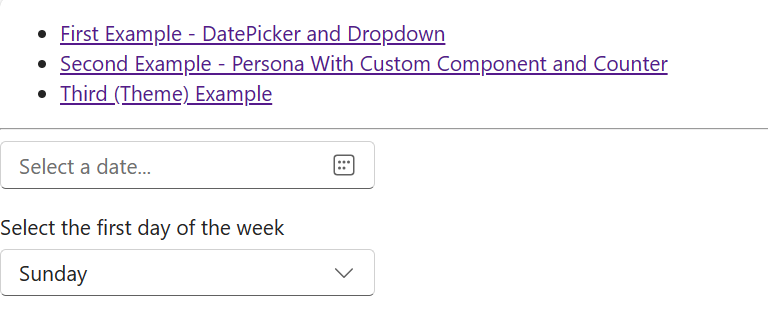 First Example - DatePicker and Dropdown
Second Example - Persona With Custom Component and Counter
Third (Theme) Example
Select a date...
Select the first day of the week
Sunday